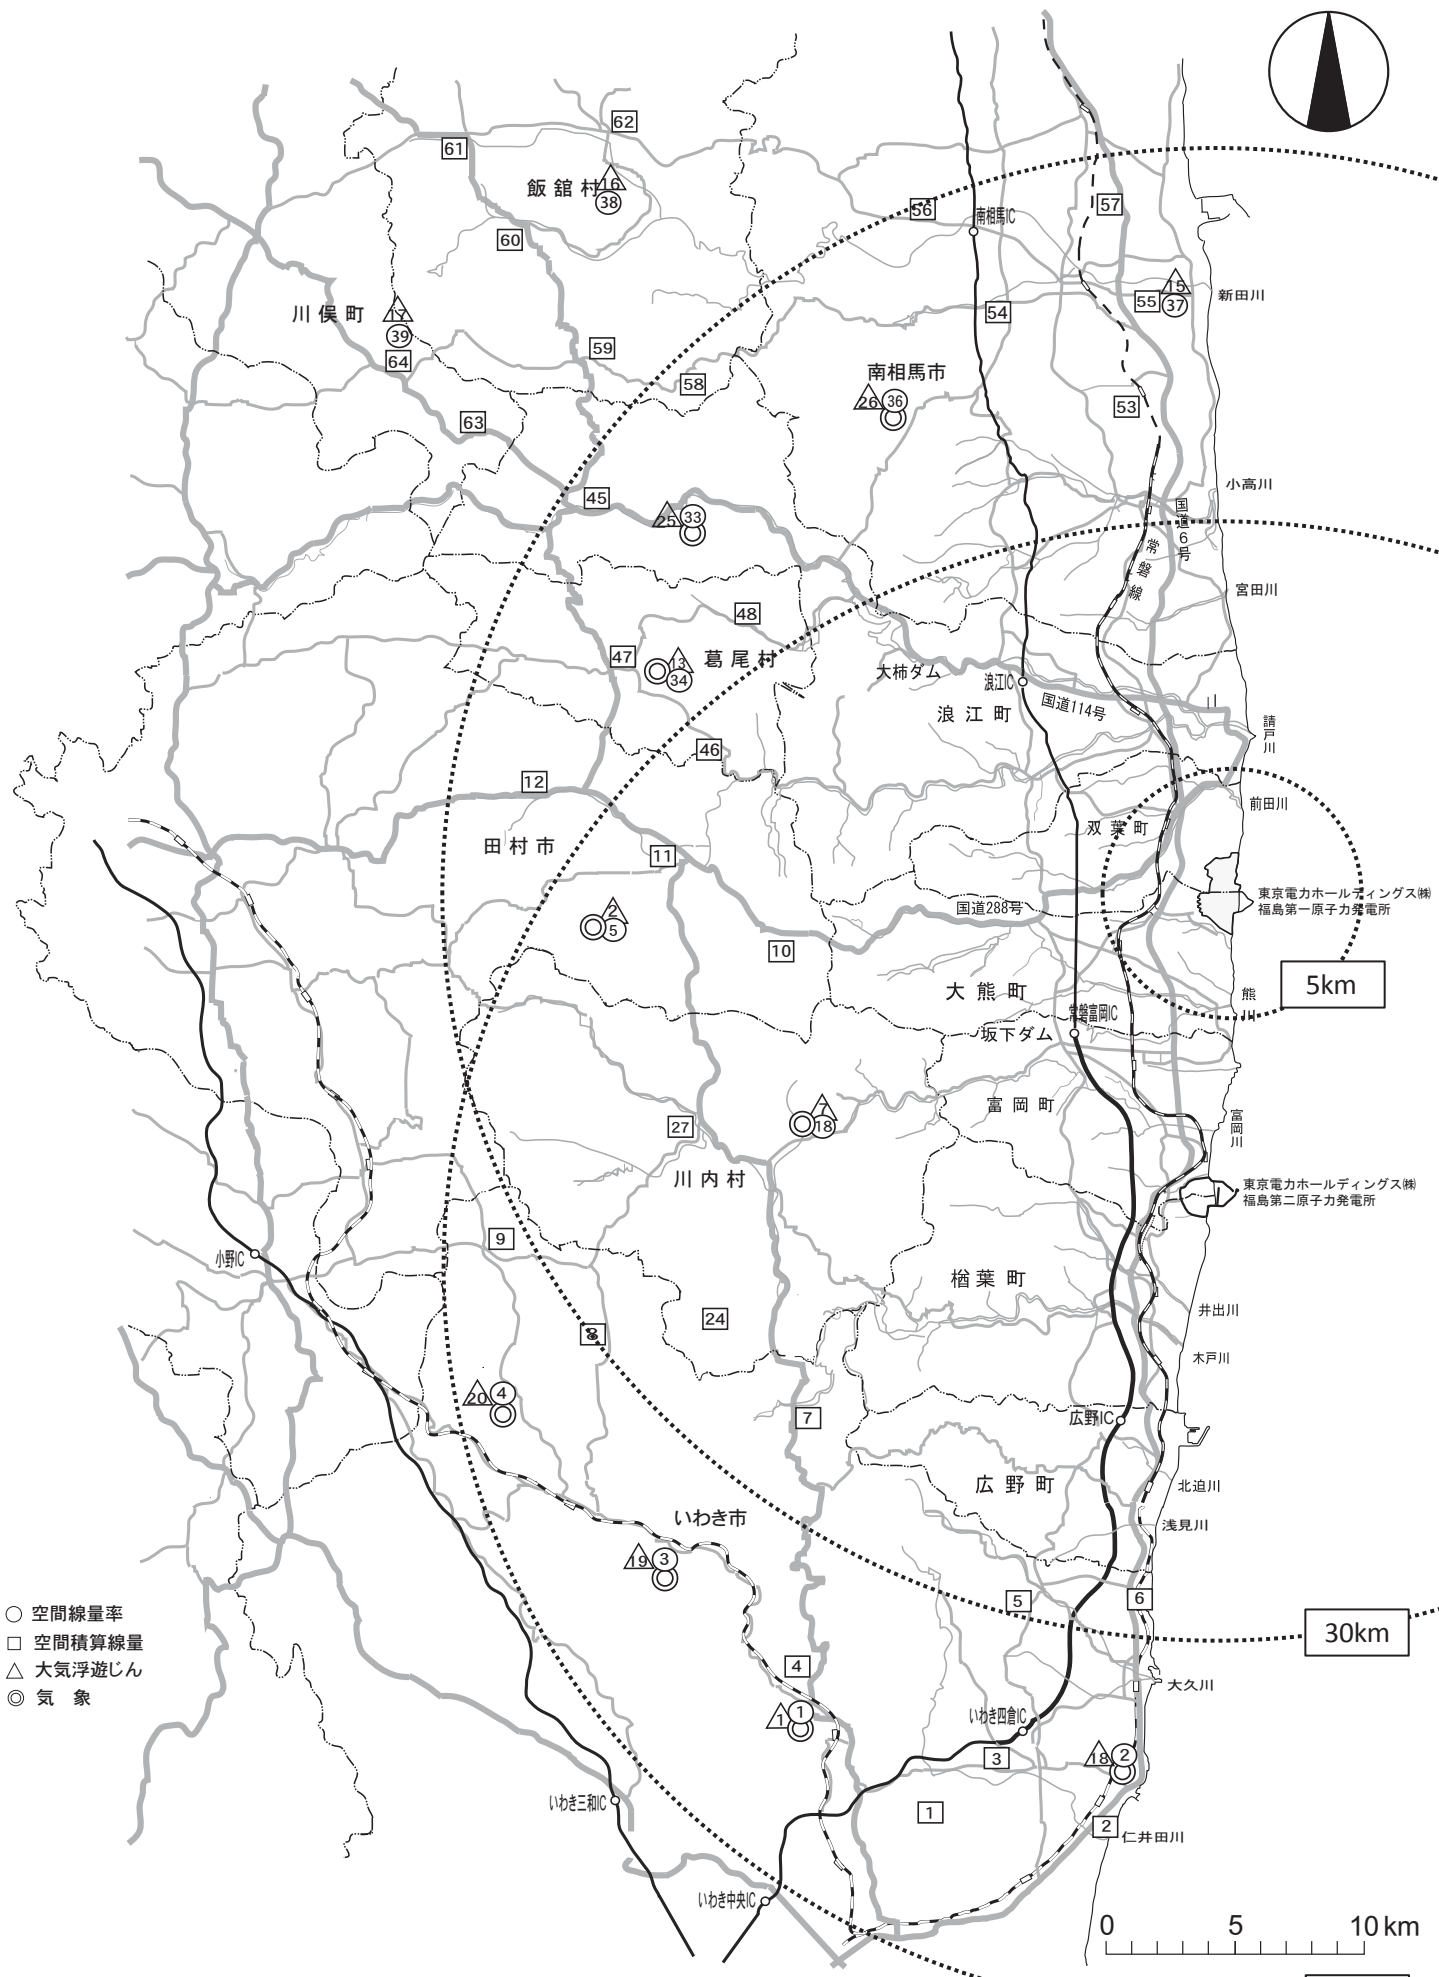 62
61
飯舘村
16
38
57
56
南相馬IC
60
川俣町
17
39
64
15
55
37
新田川
54
59
58
南相馬市
26
36
53
63
小高川
45
25
33
国道6号
常磐線
宮田川
48
47
13
34
葛尾村
大柿ダム
浪江IC
国道114号
川
浪江町
請戸川
46
12
前田川
双葉町
田村市
11
東京電力ホールディングス㈱
福島第一原子力発電所
国道288号
2
5
10
5km
大熊町
熊川
常磐富岡IC
坂下ダム
富岡町
7
18
27
富岡川
川内村
東京電力ホールディングス㈱
福島第二原子力発電所
9
小野IC
楢葉町
井出川
24
8
木戸川
20
4
7
広野IC
広野町
北迫川
いわき市
浅見川
19
3
5
6
○ 空間線量率
□ 空間積算線量
△ 大気浮遊じん
◎ 気 象
30km
4
大久川
1
1
いわき四倉IC
3
18
2
いわき三和IC
1
2
仁井田川
いわき中央IC
0 5 10km